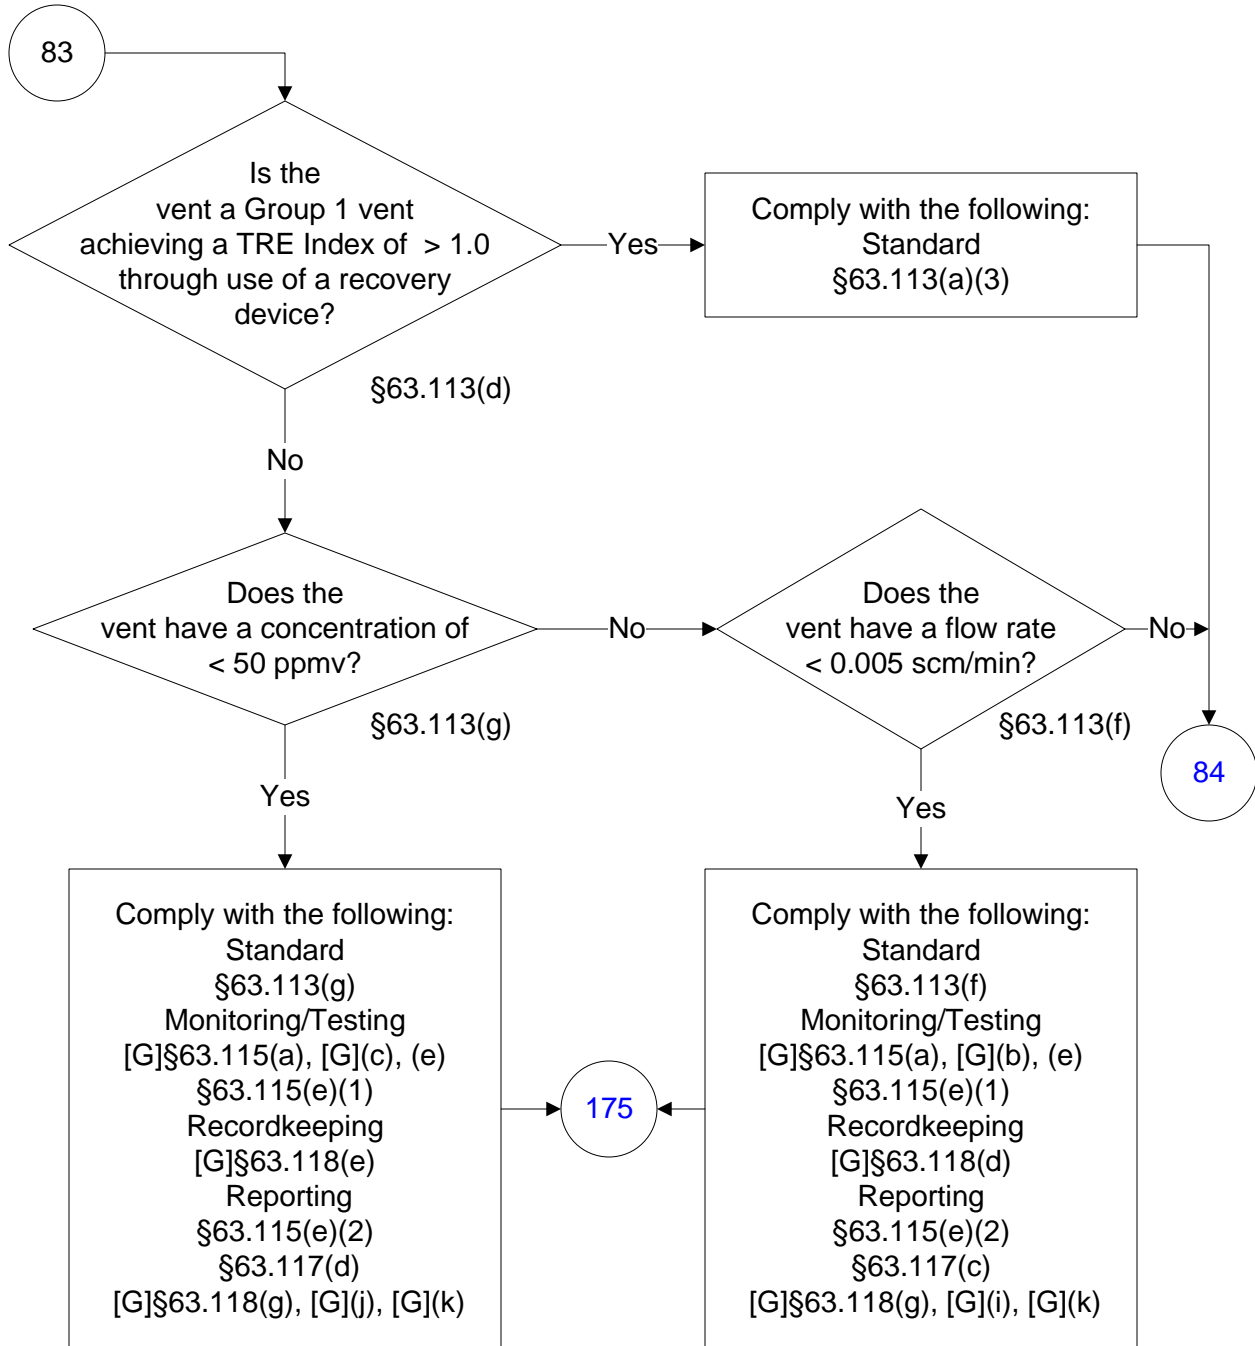 83
Is the
vent a Group 1 vent
achieving a TRE Index of  > 1.0
through use of a recovery
device?
Yes
Comply with the following:
Standard
§63.113(a)(3)
§63.113(d)
No
Does the
vent have a concentration of
< 50 ppmv?
No
Does the
vent have a flow rate
< 0.005 scm/min?
No
§63.113(g)
§63.113(f)
84
Yes
Yes
Comply with the following:
Standard
§63.113(g)
Monitoring/Testing
[G]§63.115(a), [G](c), (e)
§63.115(e)(1)
Recordkeeping
[G]§63.118(e)
Reporting
§63.115(e)(2)
§63.117(d)
[G]§63.118(g), [G](j), [G](k)
175
Comply with the following:
Standard
§63.113(f)
Monitoring/Testing
[G]§63.115(a), [G](b), (e)
§63.115(e)(1)
Recordkeeping
[G]§63.118(d)
Reporting
§63.115(e)(2)
§63.117(c)
[G]§63.118(g), [G](i), [G](k)